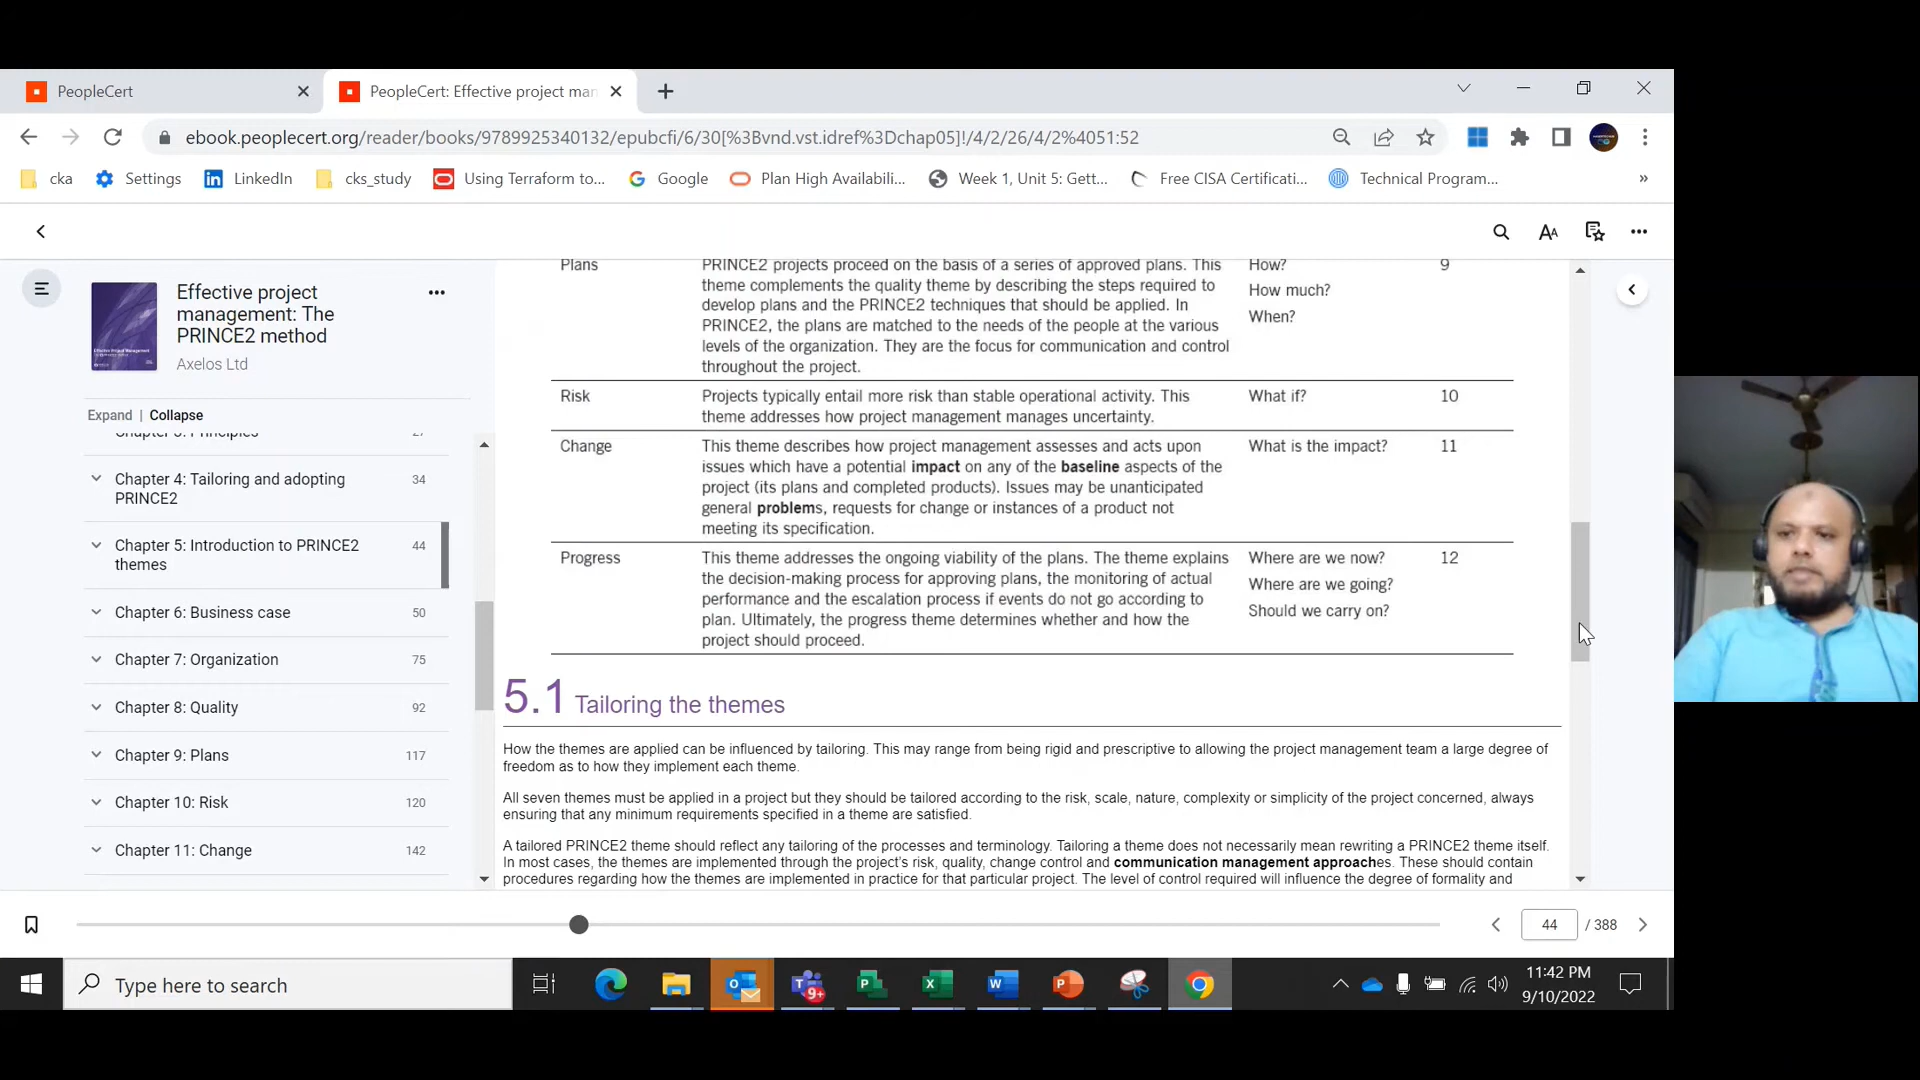 PeopleCert
PeopleCert: Effective project man
ebook.peoplecert.org/reader/books/9789925340132/epubcfi/6/30[%3Bvnd.vst.idref%3Dchap05]!/4/2/26/4/2%4051:52
cka
Settings
LinkedIn
cks_study
Using Terraform to...
Google
Plan High Availabili...
Week 1, Unit 5: Gett...
Free CISA Certificati...
Technical Program...
»
AA
Effective project
management: The
PRINCE2 method
Axelos Ltd
Expand | Collapse
Chapter 3: Principles 27
Chapter 4: Tailoring and adopting 34
PRINCE2
Chapter 5: Introduction to PRINCE2 44
themes
Chapter 6: Business case 50
Chapter 7: Organization 75
Chapter 8: Quality 92
Chapter 9: Plans 117
Chapter 10: Risk 120
Chapter 11: Change 142
Plans PRINCE2 projects proceed on the basis of a series of approved plans. This How? 9
theme complements the quality theme by describing the steps required to How much?
develop plans and the PRINCE2 techniques that should be applied. In When?
PRINCE2, the plans are matched to the needs of the people at the various
levels of the organization. They are the focus for communication and control
throughout the project.
Risk Projects typically entail more risk than stable operational activity. This What if? 10
theme addresses how project management manages uncertainty.
Change This theme describes how project management assesses and acts upon What is the impact? 11
issues which have a potential impact on any of the baseline aspects of the
project (its plans and completed products). Issues may be unanticipated
general problems, requests for change or instances of a product not
meeting its specification.
Progress This theme addresses the ongoing viability of the plans. The theme explains Where are we now? 12
the decision-making process for approving plans, the monitoring of actual Where are we going?
performance and the escalation process if events do not go according to Should we carry on?
plan. Ultimately, the progress theme determines whether and how the
project should proceed.
5.1 Tailoring the themes
How the themes are applied can be influenced by tailoring. This may range from being rigid and prescriptive to allowing the project management team a large degree of
freedom as to how they implement each theme.
All seven themes must be applied in a project but they should be tailored according to the risk, scale, nature, complexity or simplicity of the project concerned, always
ensuring that any minimum requirements specified in a theme are satisfied.
A tailored PRINCE2 theme should reflect any tailoring of the processes and terminology. Tailoring a theme does not necessarily mean rewriting a PRINCE2 theme itself.
In most cases, the themes are implemented through the project's risk, quality, change control and communication management approaches. These should contain
procedures regarding how the themes are implemented in practice for that particular project. The level of control required will influence the degree of formality and
44 / 388
Type here to search
9+
11:42 PM
9/10/2022